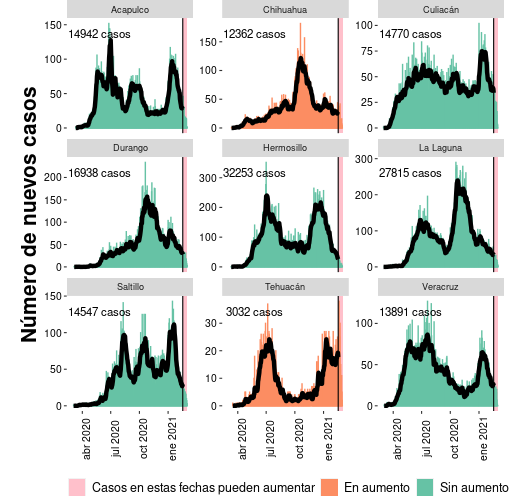 Número de nuevos casos
Acapulco
14942 casos
150
100
50
0
Chihuahua
12362 casos
150
100
50
0
Culiacán
14770 casos
100
75
50
25
0
Durango
16938 casos
200
150
100
50
0
Hermosillo
32253 casos
300
200
100
0
La Laguna
27815 casos
300
200
100
0
Saltillo
14547 casos
150
100
50
0
Tehuacán
3032 casos
30
20
10
0
Veracruz
13891 casos
100
50
0
abr 2020
jul 2020
oct 2020
ene 2021
abr 2020
jul 2020
oct 2020
ene 2021
abr 2020
jul 2020
oct 2020
ene 2021
Casos en estas fechas pueden aumentar
En aumento
Sin aumento